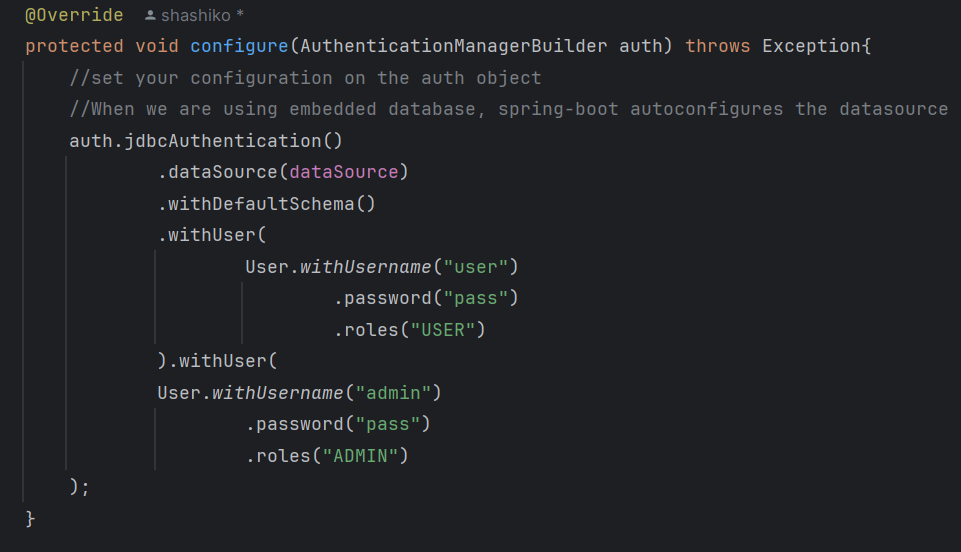 @Override shashiko *
protected void configure(AuthenticationManagerBuilder auth) throws Exception{
//set your configuration on the auth object
//When we are using embedded database, spring-boot autoconfigures the datasource
auth.jdbcAuthentication()
.dataSource(dataSource)
.withDefaultSchema()
.withUser(
User.withUsername("user")
.password("pass")
.roles("USER")
).withUser(
User.withUsername("admin")
.password("pass")
.roles("ADMIN")
);
}